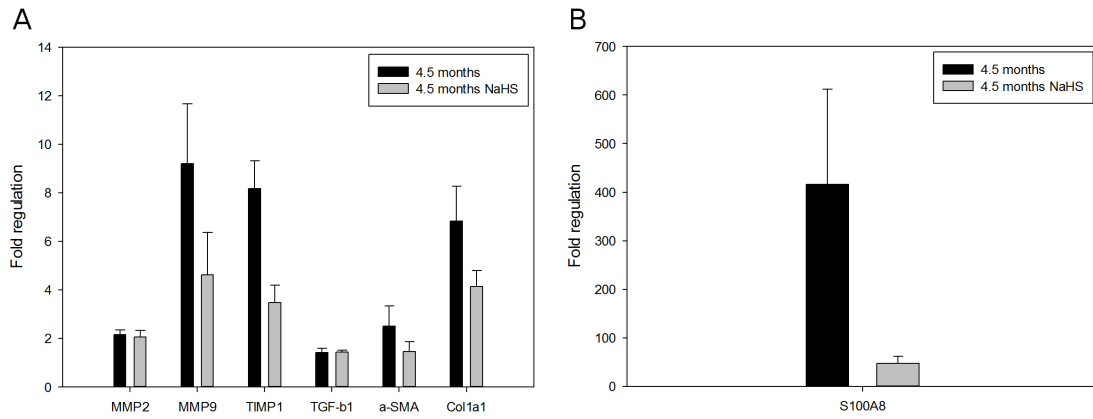 A
Fold regulation
14
12
10
8
6
4
2
0
4.5 months
4.5 months NaHS
MMP2 MMP9 TIMP1 TGF-b1 a-SMA Col1a1
B
Fold regulation
700
600
500
400
300
200
100
0
4.5 months
4.5 months NaHS
S100A8